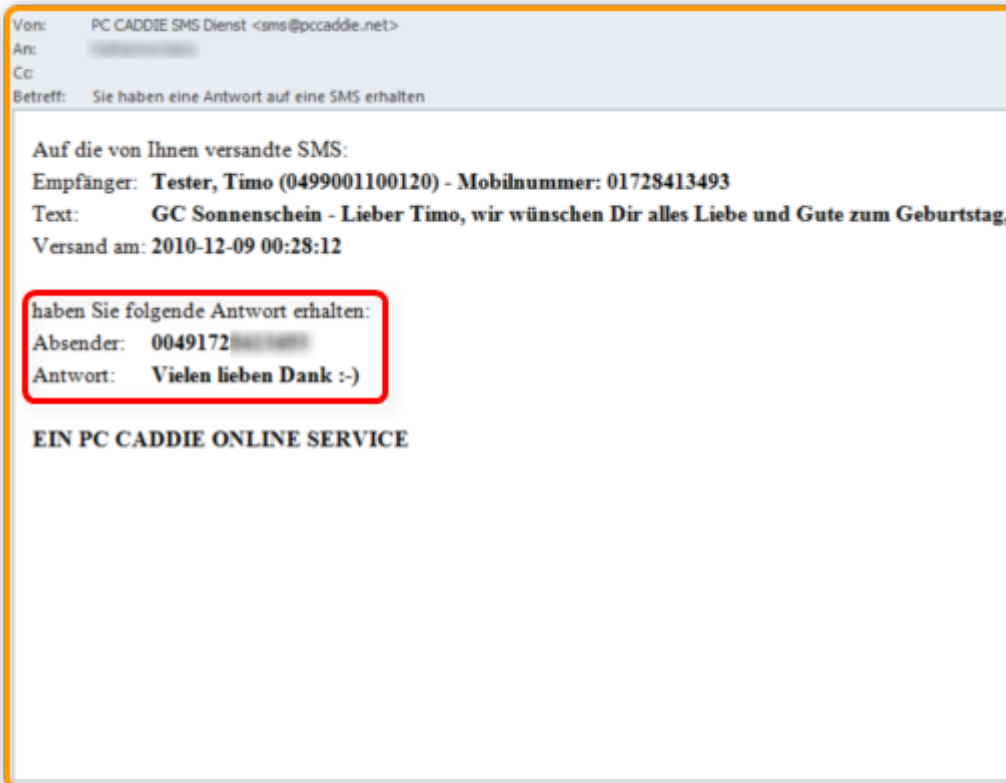 Von: PC CADDIE SMS Dienst <sms@pccaddie.net>
An:
Cc
Betreff: Sie haben eine Antwort auf eine SMS erhalten
Auf die von Ihnen versandte SMS:
Empfänger: Tester, Timo (0499001100120) - Mobilnummer: 01728413493
Text: GC Sonnenschein - Lieber Timo, wir wünschen Dir alles Liebe und Gute zum Geburtstag,
Versand am: 2010-12-09 00:28:12
haben Sie folgende Antwort erhalten:
Absender: 0049172
Antwort: Vielen lieben Dank :-)
EIN PC CADDIE ONLINE SERVICE